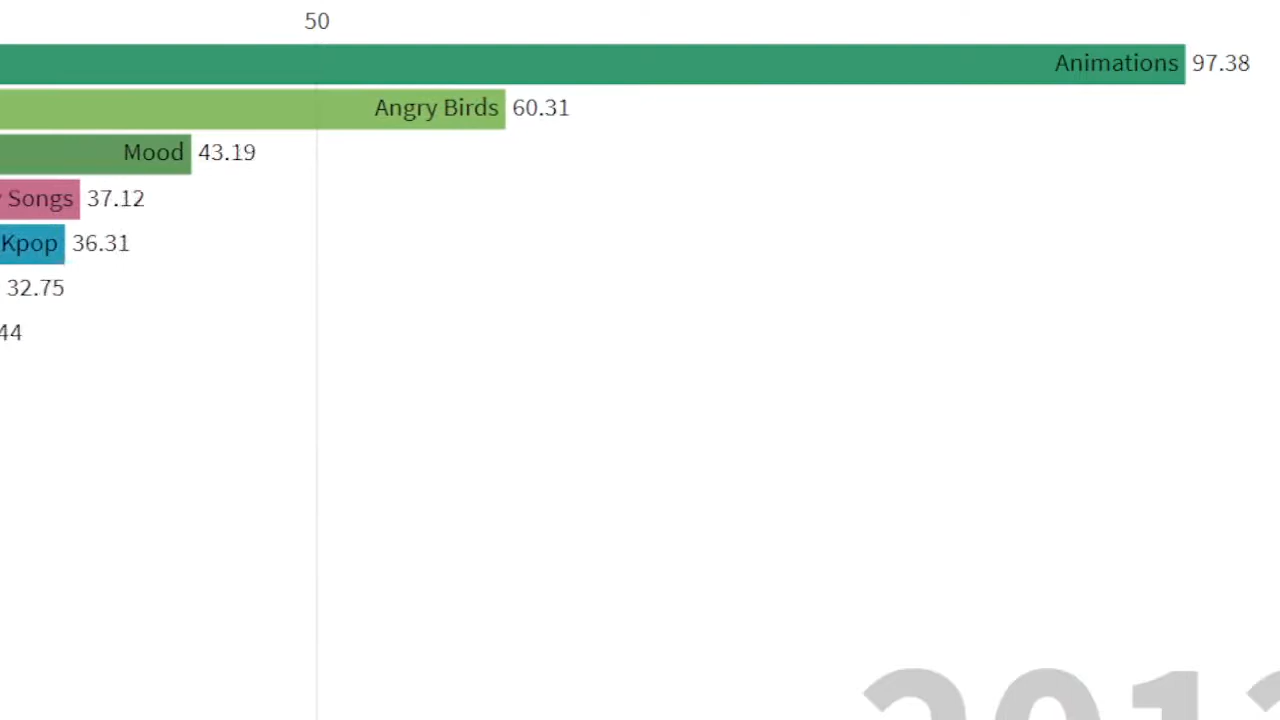 50
Animations 97.38
Angry Birds 60.31
Mood 43.19
Songs 37.12
Kpop 36.31
32.75
44
201